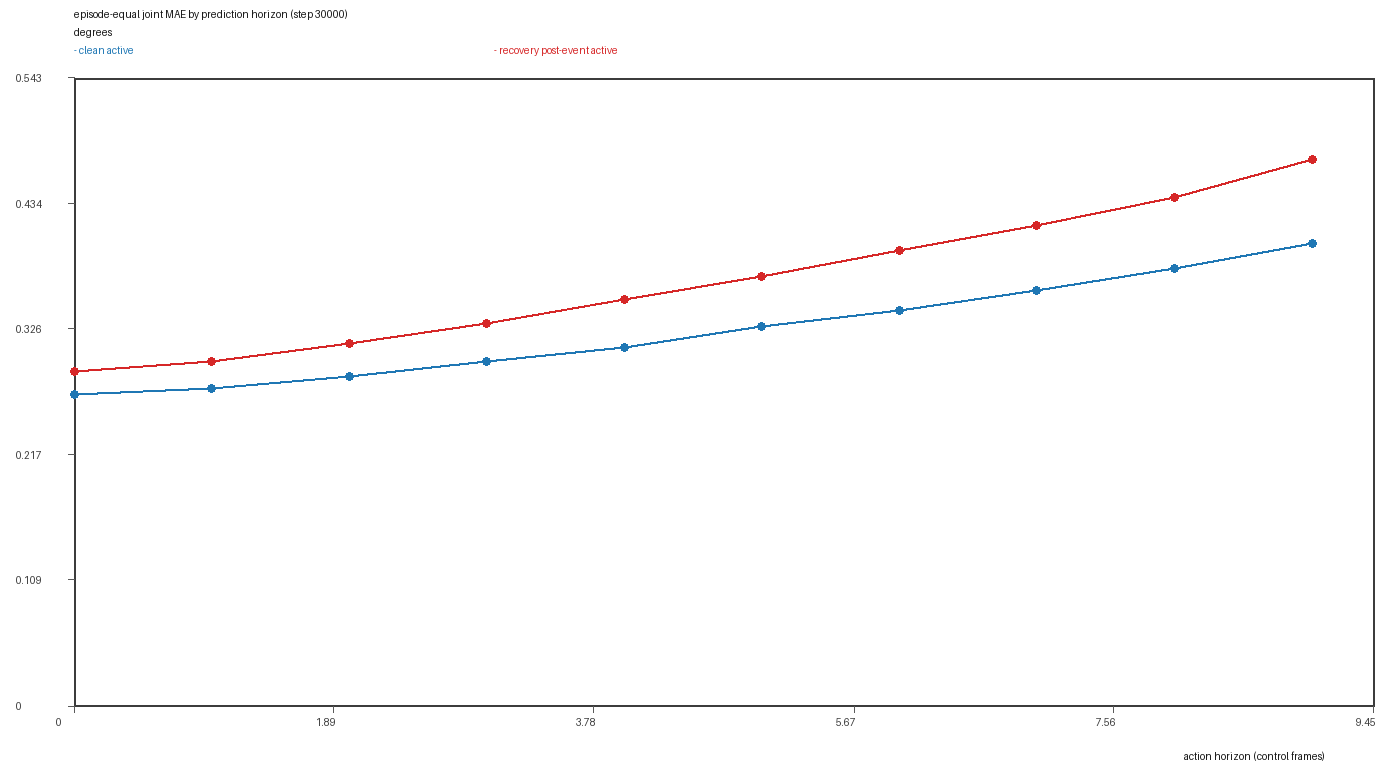 episode-equal joint MAE by prediction horizon (step 30000)
degrees
- clean active
- recovery post-event active
0.543
0.434
0.326
0.217
0.109
0
0
1.89
3.78
5.67
7.56
9.45
action horizon (control frames)